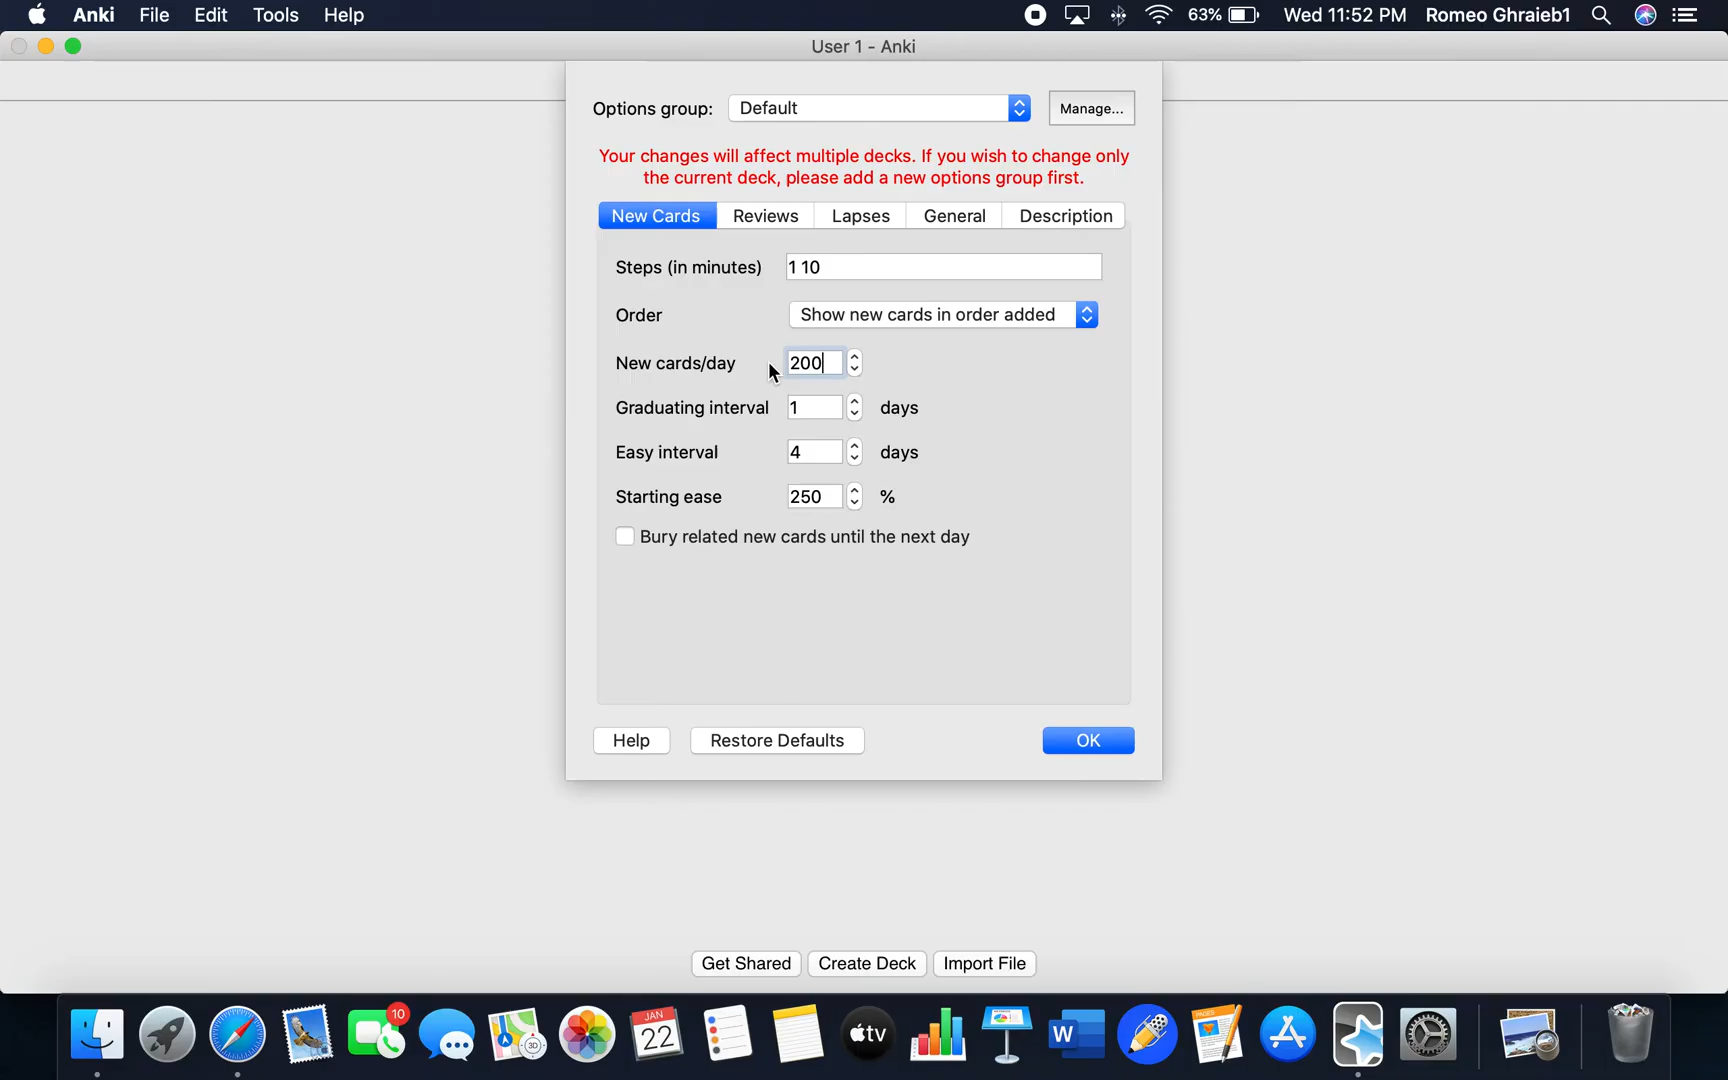 Anki File Edit Tools Help 63% Wed 11:52 PM Romeo Ghraieb1
User 1 - Anki
Options group: Default Manage...
Your changes will affect multiple decks. If you wish to change only
the current deck, please add a new options group first.
New Cards Reviews Lapses General Description
Steps (in minutes) 1 10
Order Show new cards in order added
New cards/day 200
Graduating interval 1 days
Easy interval 4 days
Starting ease 250 %
Bury related new cards until the next day
Help Restore Defaults OK
Get Shared Create Deck Import File
10
3D
JAN
22
tv
W
PAGES